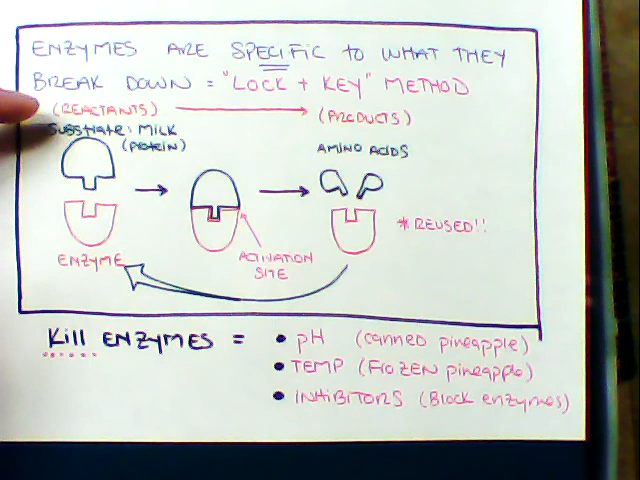 ENZYMES ARE SPECIFIC to WHAT THEY
BREAK DOWN = "LOCK + KEY" METHOD
(REACTANTS) → (PRODUCTS)
SUBSTRATE: MILK
(PROTEIN)
AMINO ACIDS
* REUSED!!
ENZYME
ACTIVATION
SITE
Kill ENZYMES = • pH (canned pineapple)
• TEMP (FROZEN pineapple)
• INHIBITORS (Block enzymes)